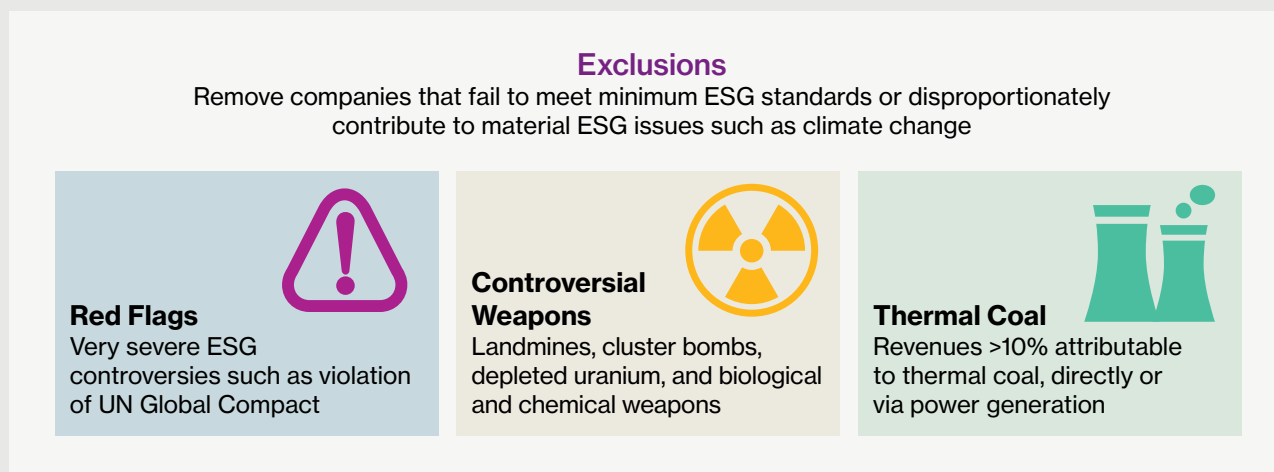 Exclusions
Remove companies that fail to meet minimum ESG standards or disproportionately
contribute to material ESG issues such as climate change
Red Flags
Very severe ESG
controversies such as violation
of UN Global Compact
Controversial
Weapons
Landmines, cluster bombs,
depleted uranium, and biological
and chemical weapons
Thermal Coal
Revenues >10% attributable
to thermal coal, directly or
via power generation